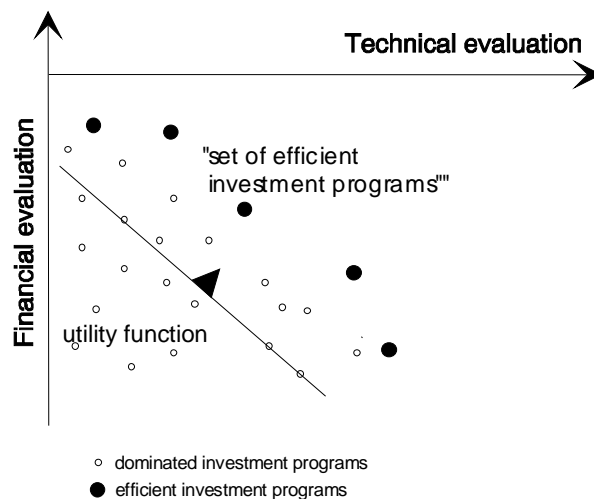 Technical evaluation
"set of efficient
investment programs""
Financial evaluation
utility function
dominated investment programs
efficient investment programs